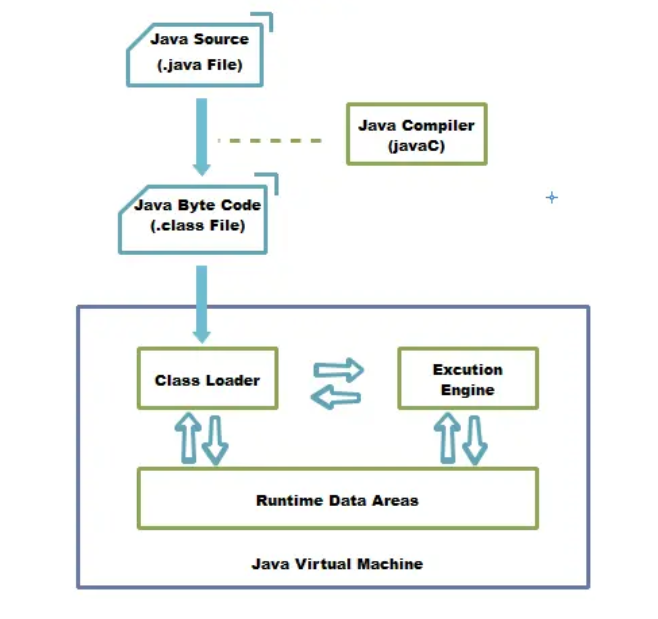 Java Source
(.java File)
Java Compiler
(javaC)
Java Byte Code
(.class File)
Class Loader
Excution
Engine
Runtime Data Areas
Java Virtual Machine